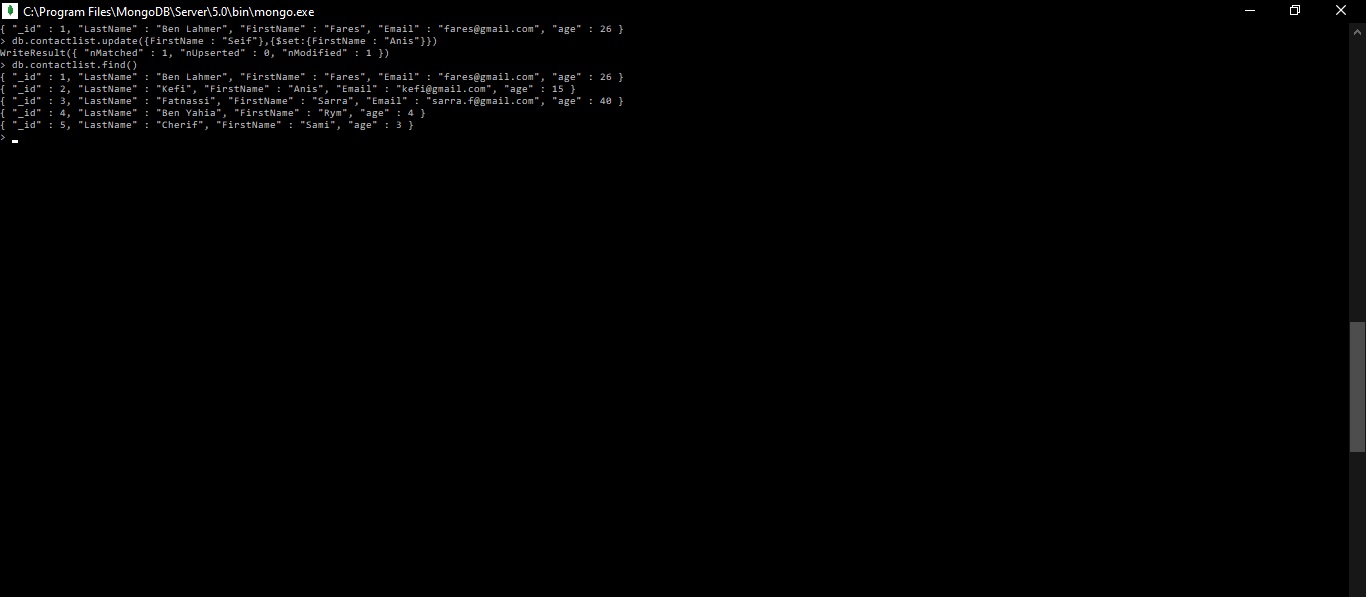 C:\Program Files\MongoDB\Server\5.0\bin\mongo.exe
{ "_id" : 1, "LastName" : "Ben Lahmer", "FirstName" : "Fares", "Email" : "fares@gmail.com", "age" : 26 }
> db.contactlist.update({FirstName : "Seif"},{$set:{FirstName : "Anis"}})
WriteResult({ "nMatched" : 1, "nUpserted" : 0, "nModified" : 1 })
> db.contactlist.find()
{ "_id" : 1, "LastName" : "Ben Lahmer", "FirstName" : "Fares", "Email" : "fares@gmail.com", "age" : 26 }
{ "_id" : 2, "LastName" : "Kefi", "FirstName" : "Anis", "Email" : "kefi@gmail.com", "age" : 15 }
{ "_id" : 3, "LastName" : "Fatnassi", "FirstName" : "Sarra", "Email" : "sarra.f@gmail.com", "age" : 40 }
{ "_id" : 4, "LastName" : "Ben Yahia", "FirstName" : "Rym", "age" : 4 }
{ "_id" : 5, "LastName" : "Cherif", "FirstName" : "Sami", "age" : 3 }
>